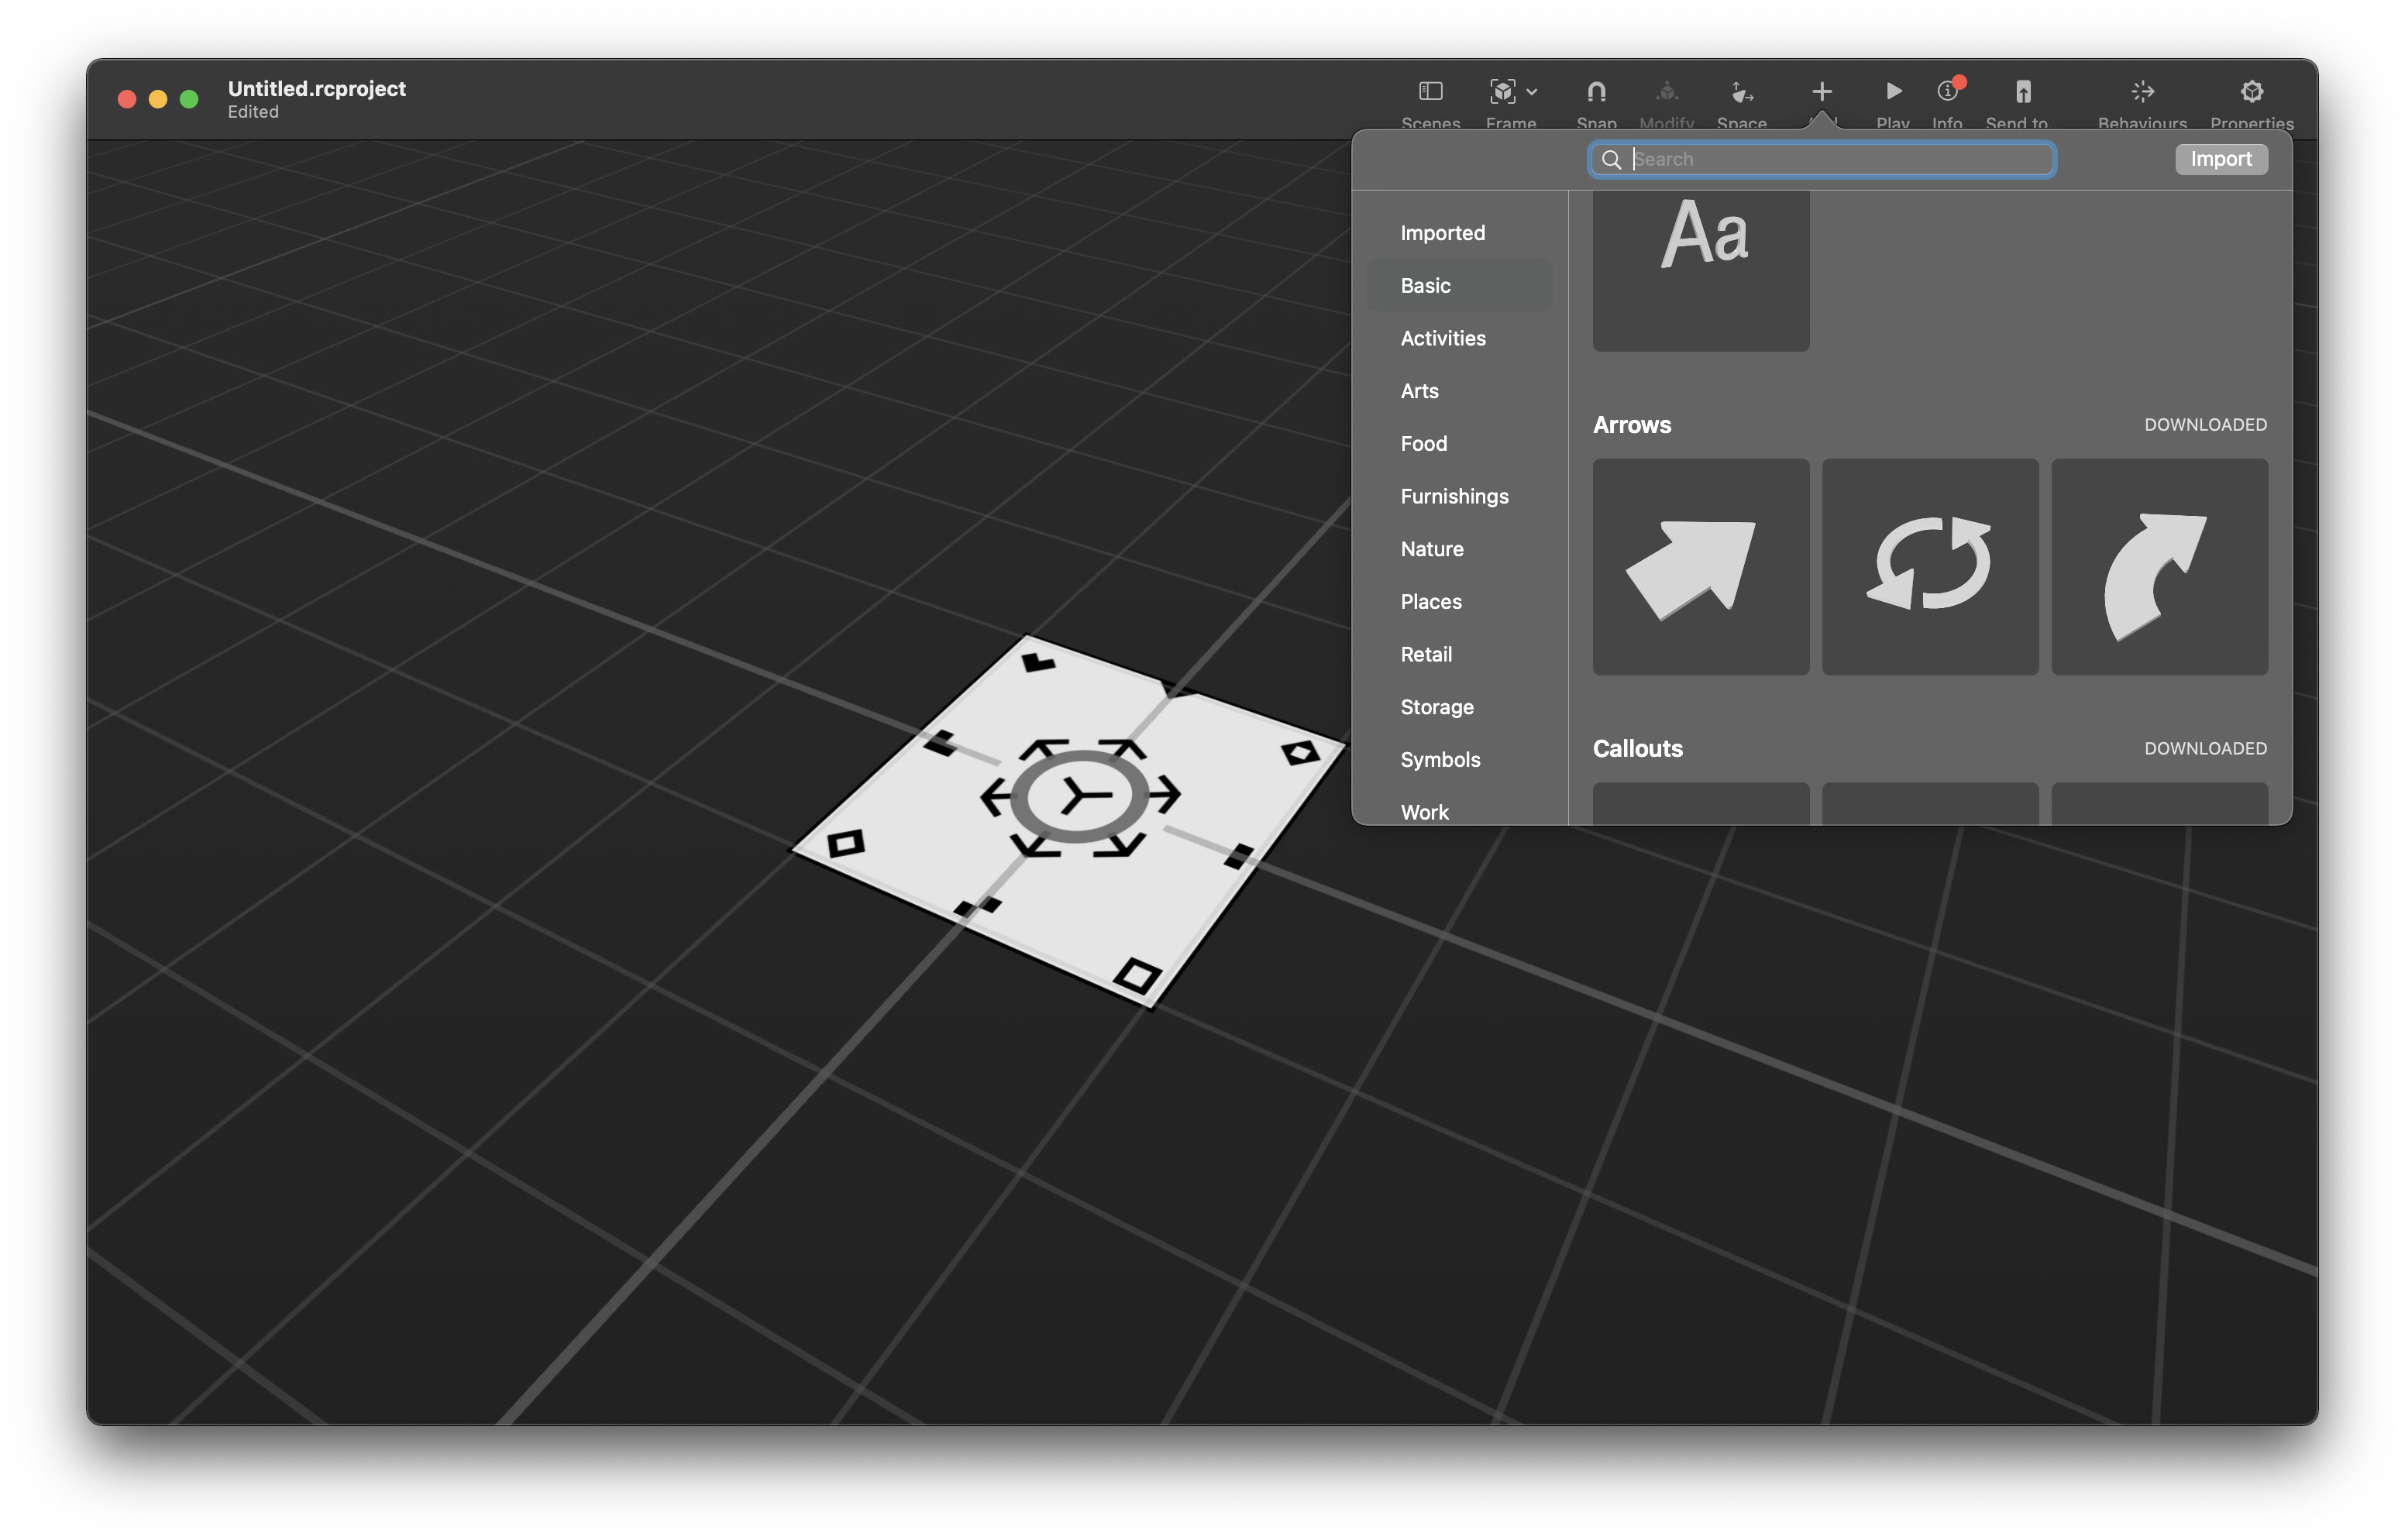 Untitled.rcproject
Edited
Scenes
Frame
Snap
Modify
Space
Play
Info
Send to
Behaviours
Properties
Search
Import
Imported
Basic
Activities
Arts
Food
Furnishings
Nature
Places
Retail
Storage
Symbols
Work
Aa
Arrows
DOWNLOADED
Callouts
DOWNLOADED